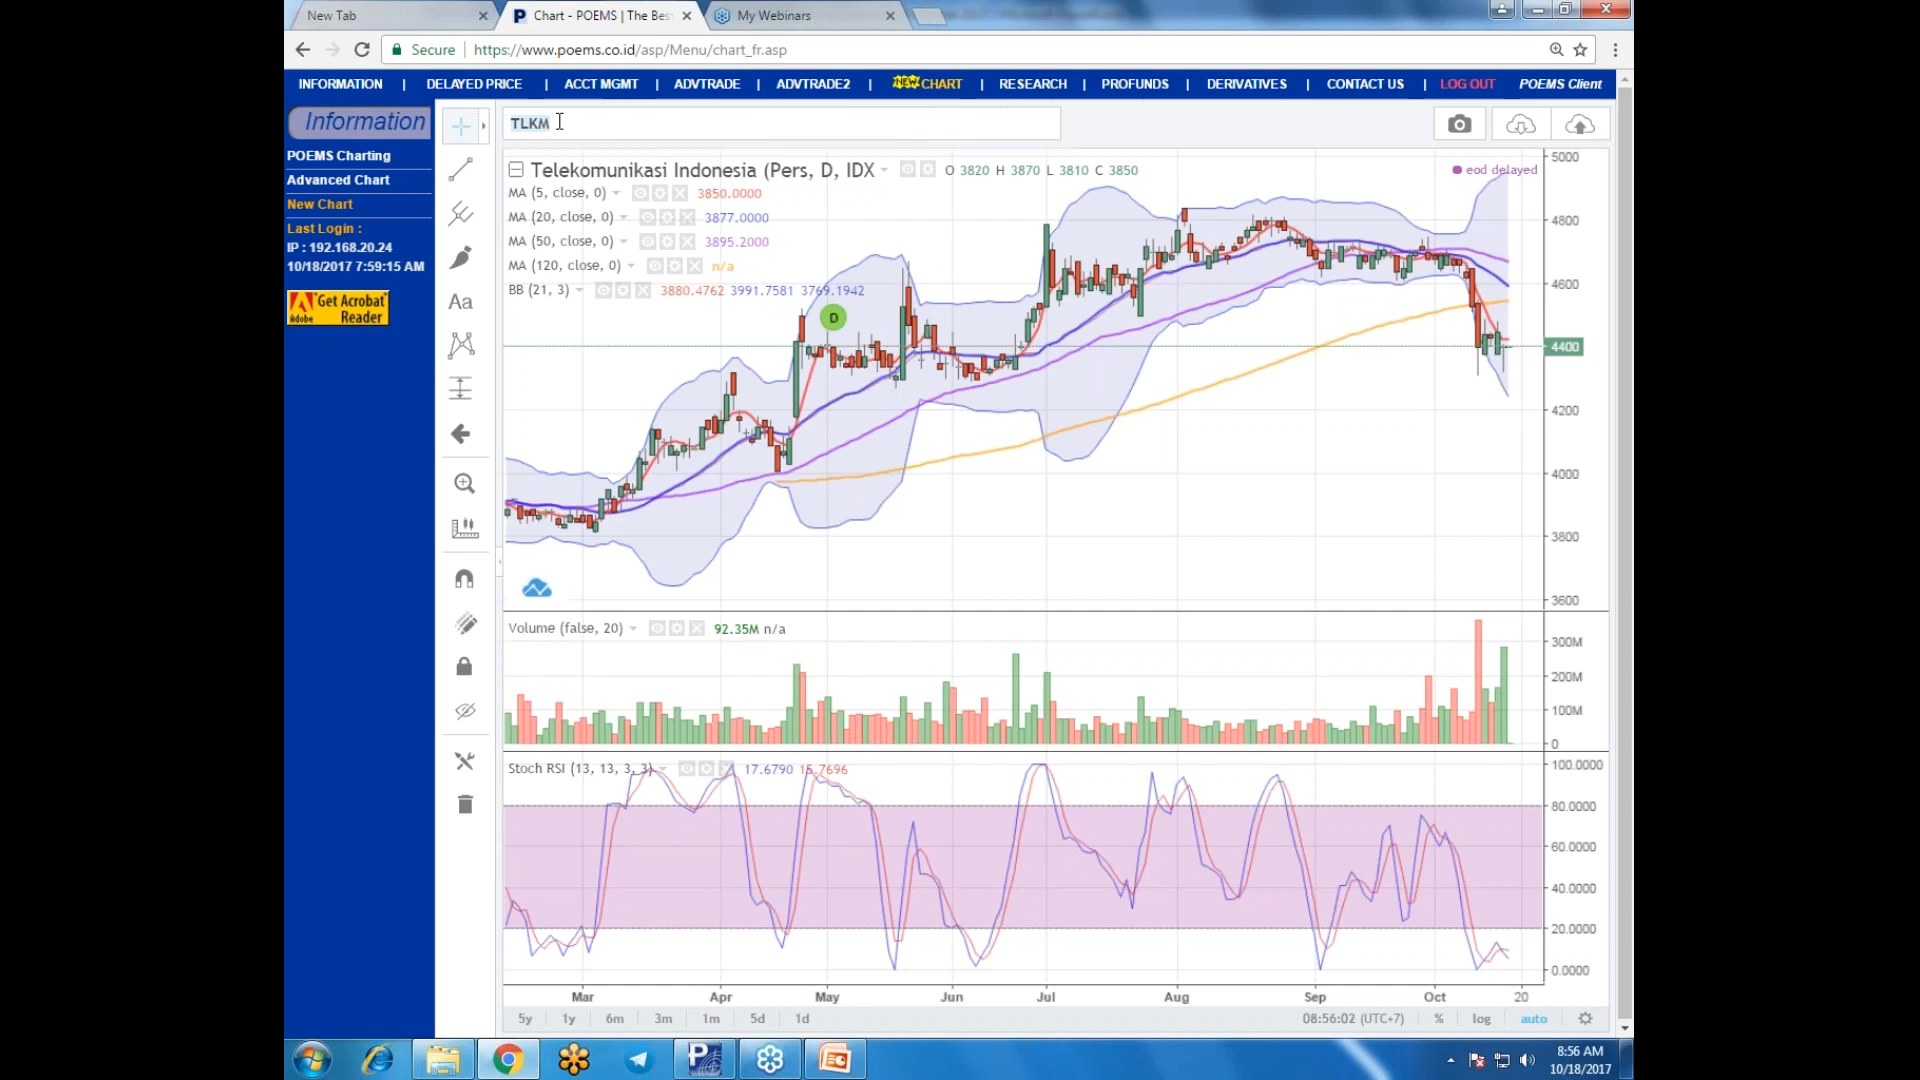 New Tab
Chart - POEMS | The Bes
My Webinars
Secure | https://www.poems.co.id/asp/Menu/chart_fr.asp
INFORMATION | DELAYED PRICE | ACCT MGMT | ADVTRADE | ADVTRADE2 | NEW CHART | RESEARCH | PROFUNDS | DERIVATIVES | CONTACT US | LOG OUT POEMS Client
Information
POEMS Charting
Advanced Chart
New Chart
Last Login :
IP : 192.168.20.24
10/18/2017 7:59:15 AM
Get Acrobat
Adobe Reader
Aa
TLKM
Telekomunikasi Indonesia (Pers, D, IDX O 3820 H 3870 L 3810 C 3850
eod delayed
MA (5, close, 0) 3850.0000
MA (20, close, 0) 3877.0000
MA (50, close, 0) 3895.2000
MA (120, close, 0) n/a
BB (21, 3) 3880.4762 3991.7581 3769.1942
D
5000
4800
4600
4400
4200
4000
3800
3600
Volume (false, 20) 92.35M n/a
300M
200M
100M
0
Stoch RSI (13, 13, 3, 3) 17.6790 15.7696
100.0000
80.0000
60.0000
40.0000
20.0000
0.0000
Mar Apr May Jun Jul Aug Sep Oct 20
5y 1y 6m 3m 1m 5d 1d 08:56:02 (UTC+7) % log auto
8:56 AM
10/18/2017